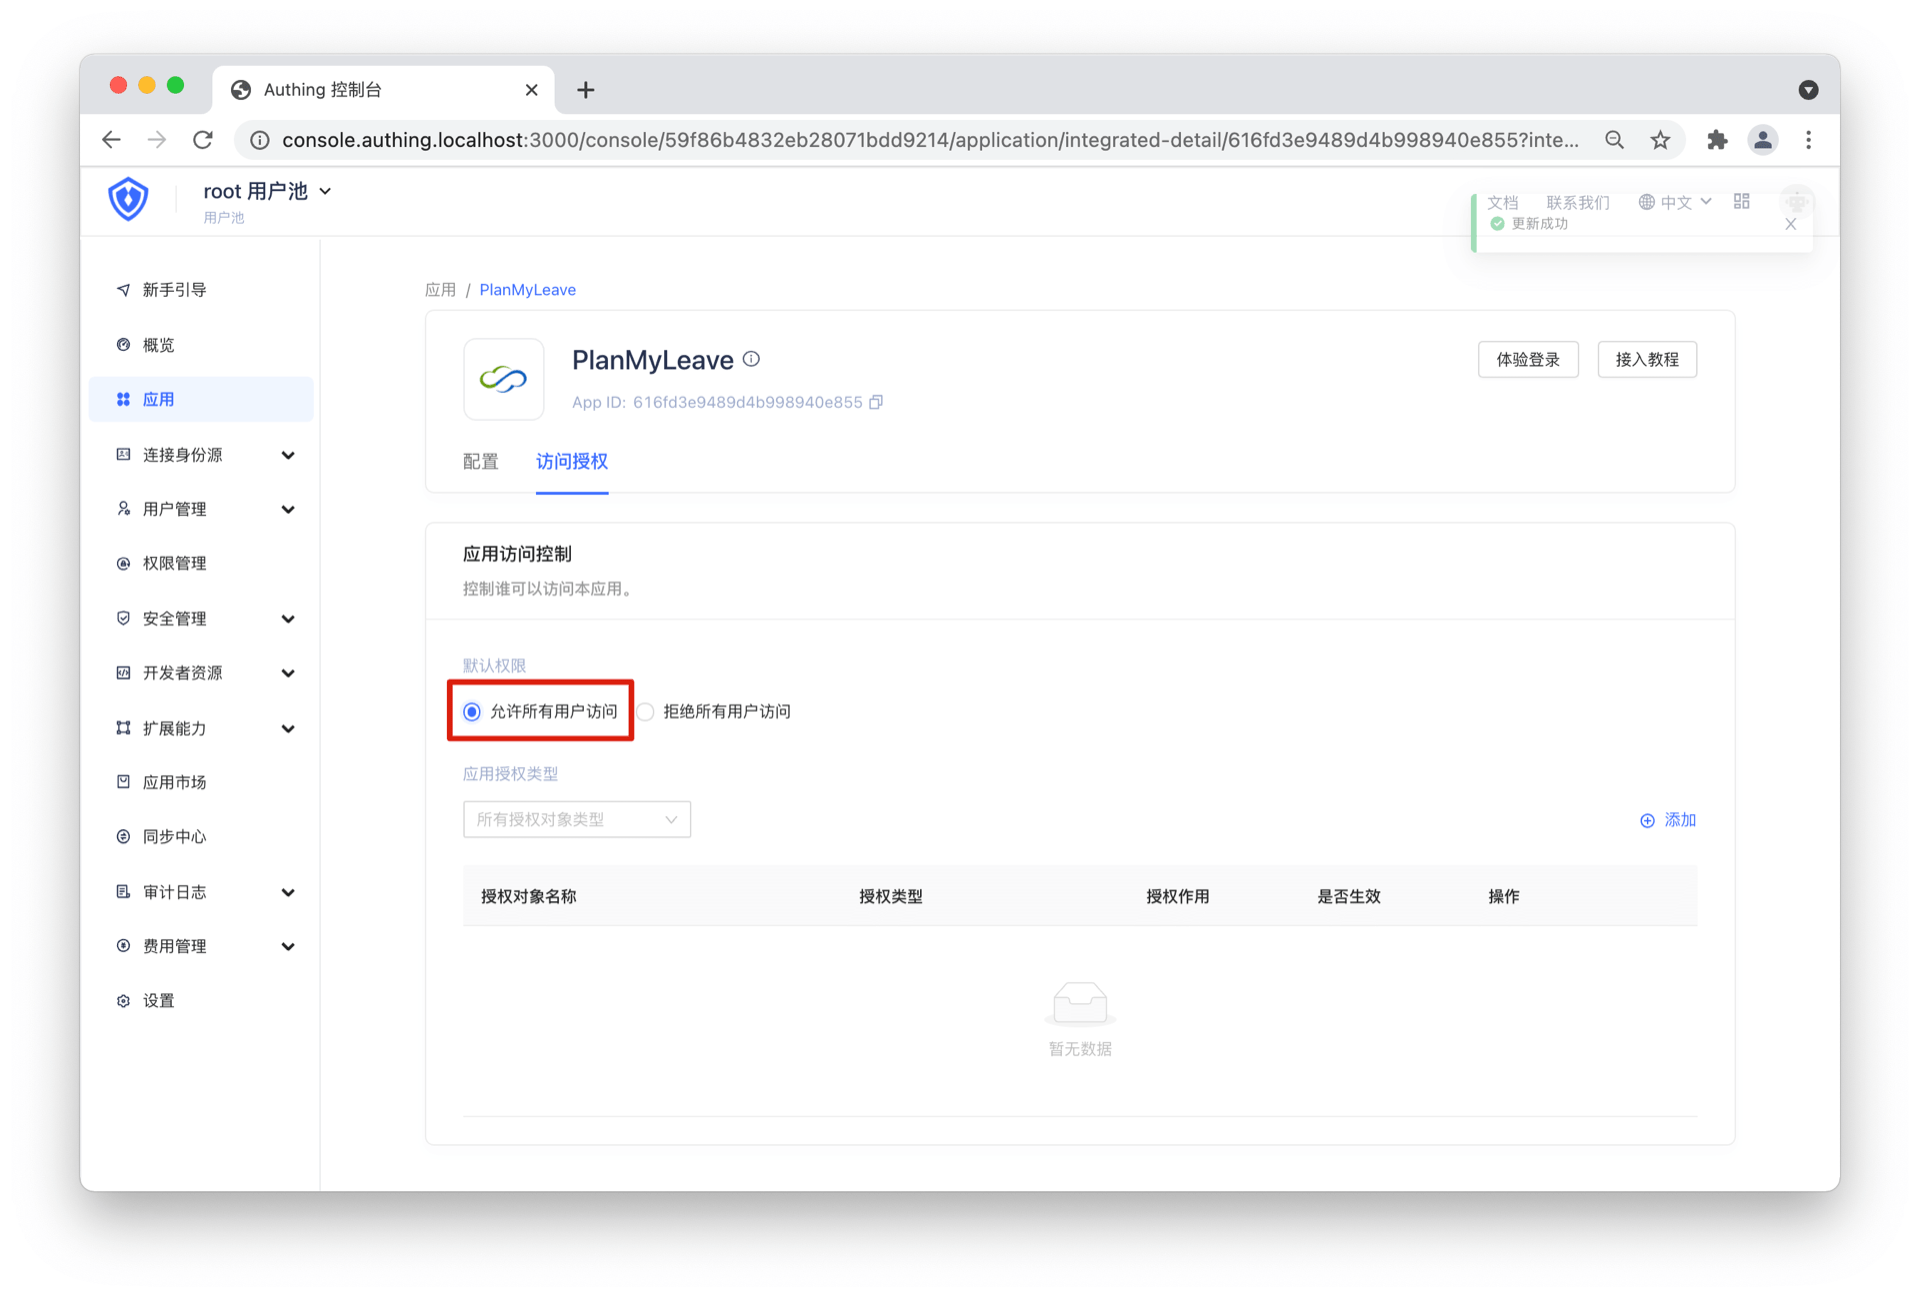 Authing 控制台
console.authing.localhost:3000/console/59f86b4832eb28071bdd9214/application/integrated-detail/616fd3e9489d4b998940e855?inte...
root 用户池
用户池
文档 联系我们 中文
更新成功
新手引导
概览
应用
连接身份源
用户管理
权限管理
安全管理
开发者资源
扩展能力
应用市场
同步中心
审计日志
费用管理
设置
应用 / PlanMyLeave
PlanMyLeave
体验登录 接入教程
App ID: 616fd3e9489d4b998940e855
配置 访问授权
应用访问控制
控制谁可以访问本应用。
默认权限
允许所有用户访问 拒绝所有用户访问
应用授权类型
所有授权对象类型 添加
授权对象名称 授权类型 授权作用 是否生效 操作
暂无数据